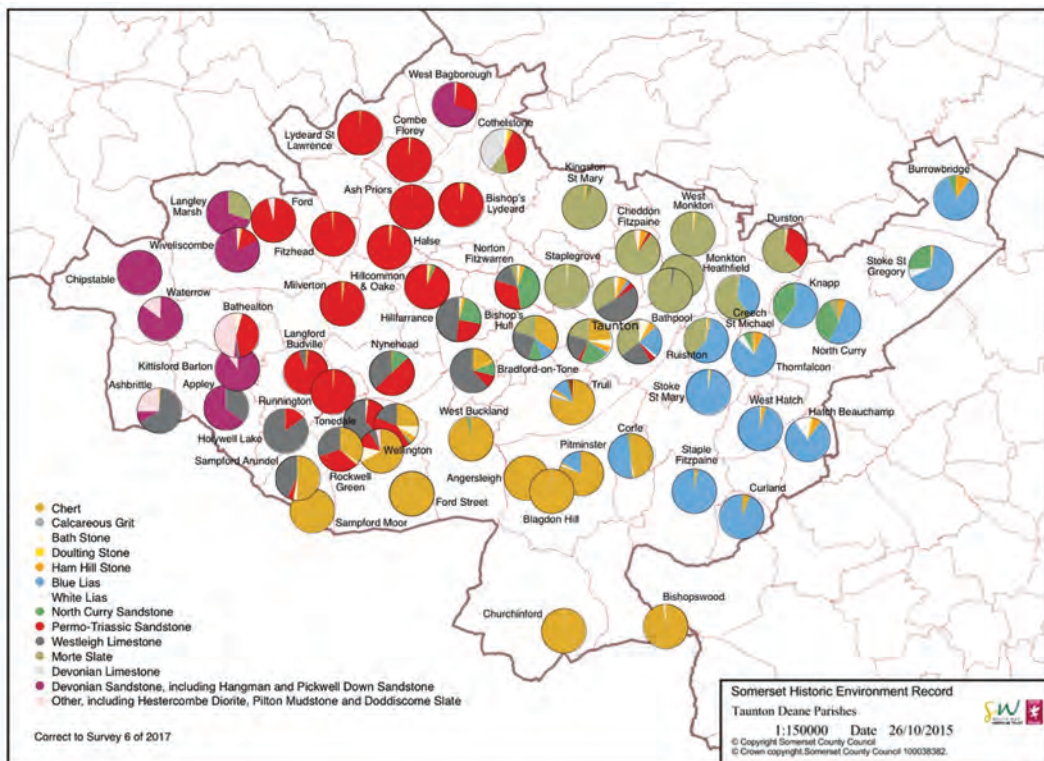 West Bagborough
Combe
Florey
Lydeard St
Lawrence
Cothelstone
Burrowbridge
Kingston
St Mary
Ash Priors
Bishop's
Lydeard
West
Monkton
Langley
Marsh
Ford
Cheddon
Fitzpaine
Durston
Wiveliscombe
Fitzhead
Halse
Norton
Fitzwarren
Staplegrove
Monkton
Heathfield
Stoke St
Gregory
Chipstable
Hillcommon
& Oake
Knapp
Waterrow
Milverton
Hillfarrance
Bishop's
Hull
Taunton
Bathpool
Creech
St Michael
North Curry
Bathealton
Langford
Budville
Nynehead
Bradford-on-Tone
Ruishton
Thornfalcon
Kittisford Barton
Ashbrittle
Appley
Trull
Stoke
St Mary
Runnington
Tonedale
West Buckland
West Hatch
Hatch Beauchamp
Holywell Lake
Wellington
Corfe
Pitminster
Staple
Fitzpaine
Sampford Arundel
Rockwell
Green
Angersleigh
Curland
Ford Street
Blagdon Hill
Sampford Moor
Churchinford
Bishopswood
Chert
Calcareous Grit
Bath Stone
Doulting Stone
Ham Hill Stone
Blue Lias
White Lias
North Curry Sandstone
Permo-Triassic Sandstone
Westleigh Limestone
Morte Slate
Devonian Limestone
Devonian Sandstone, including Hangman and Pickwell Down Sandstone
Other, including Hestercombe Diorite, Pilton Mudstone and Doddiscome Slate
Correct to Survey 6 of 2017
Somerset Historic Environment Record
Taunton Deane Parishes
1:150000 Date 26/10/2015
© Copyright Somerset County Council
© Crown copyright.Somerset County Council 100038382.
SW